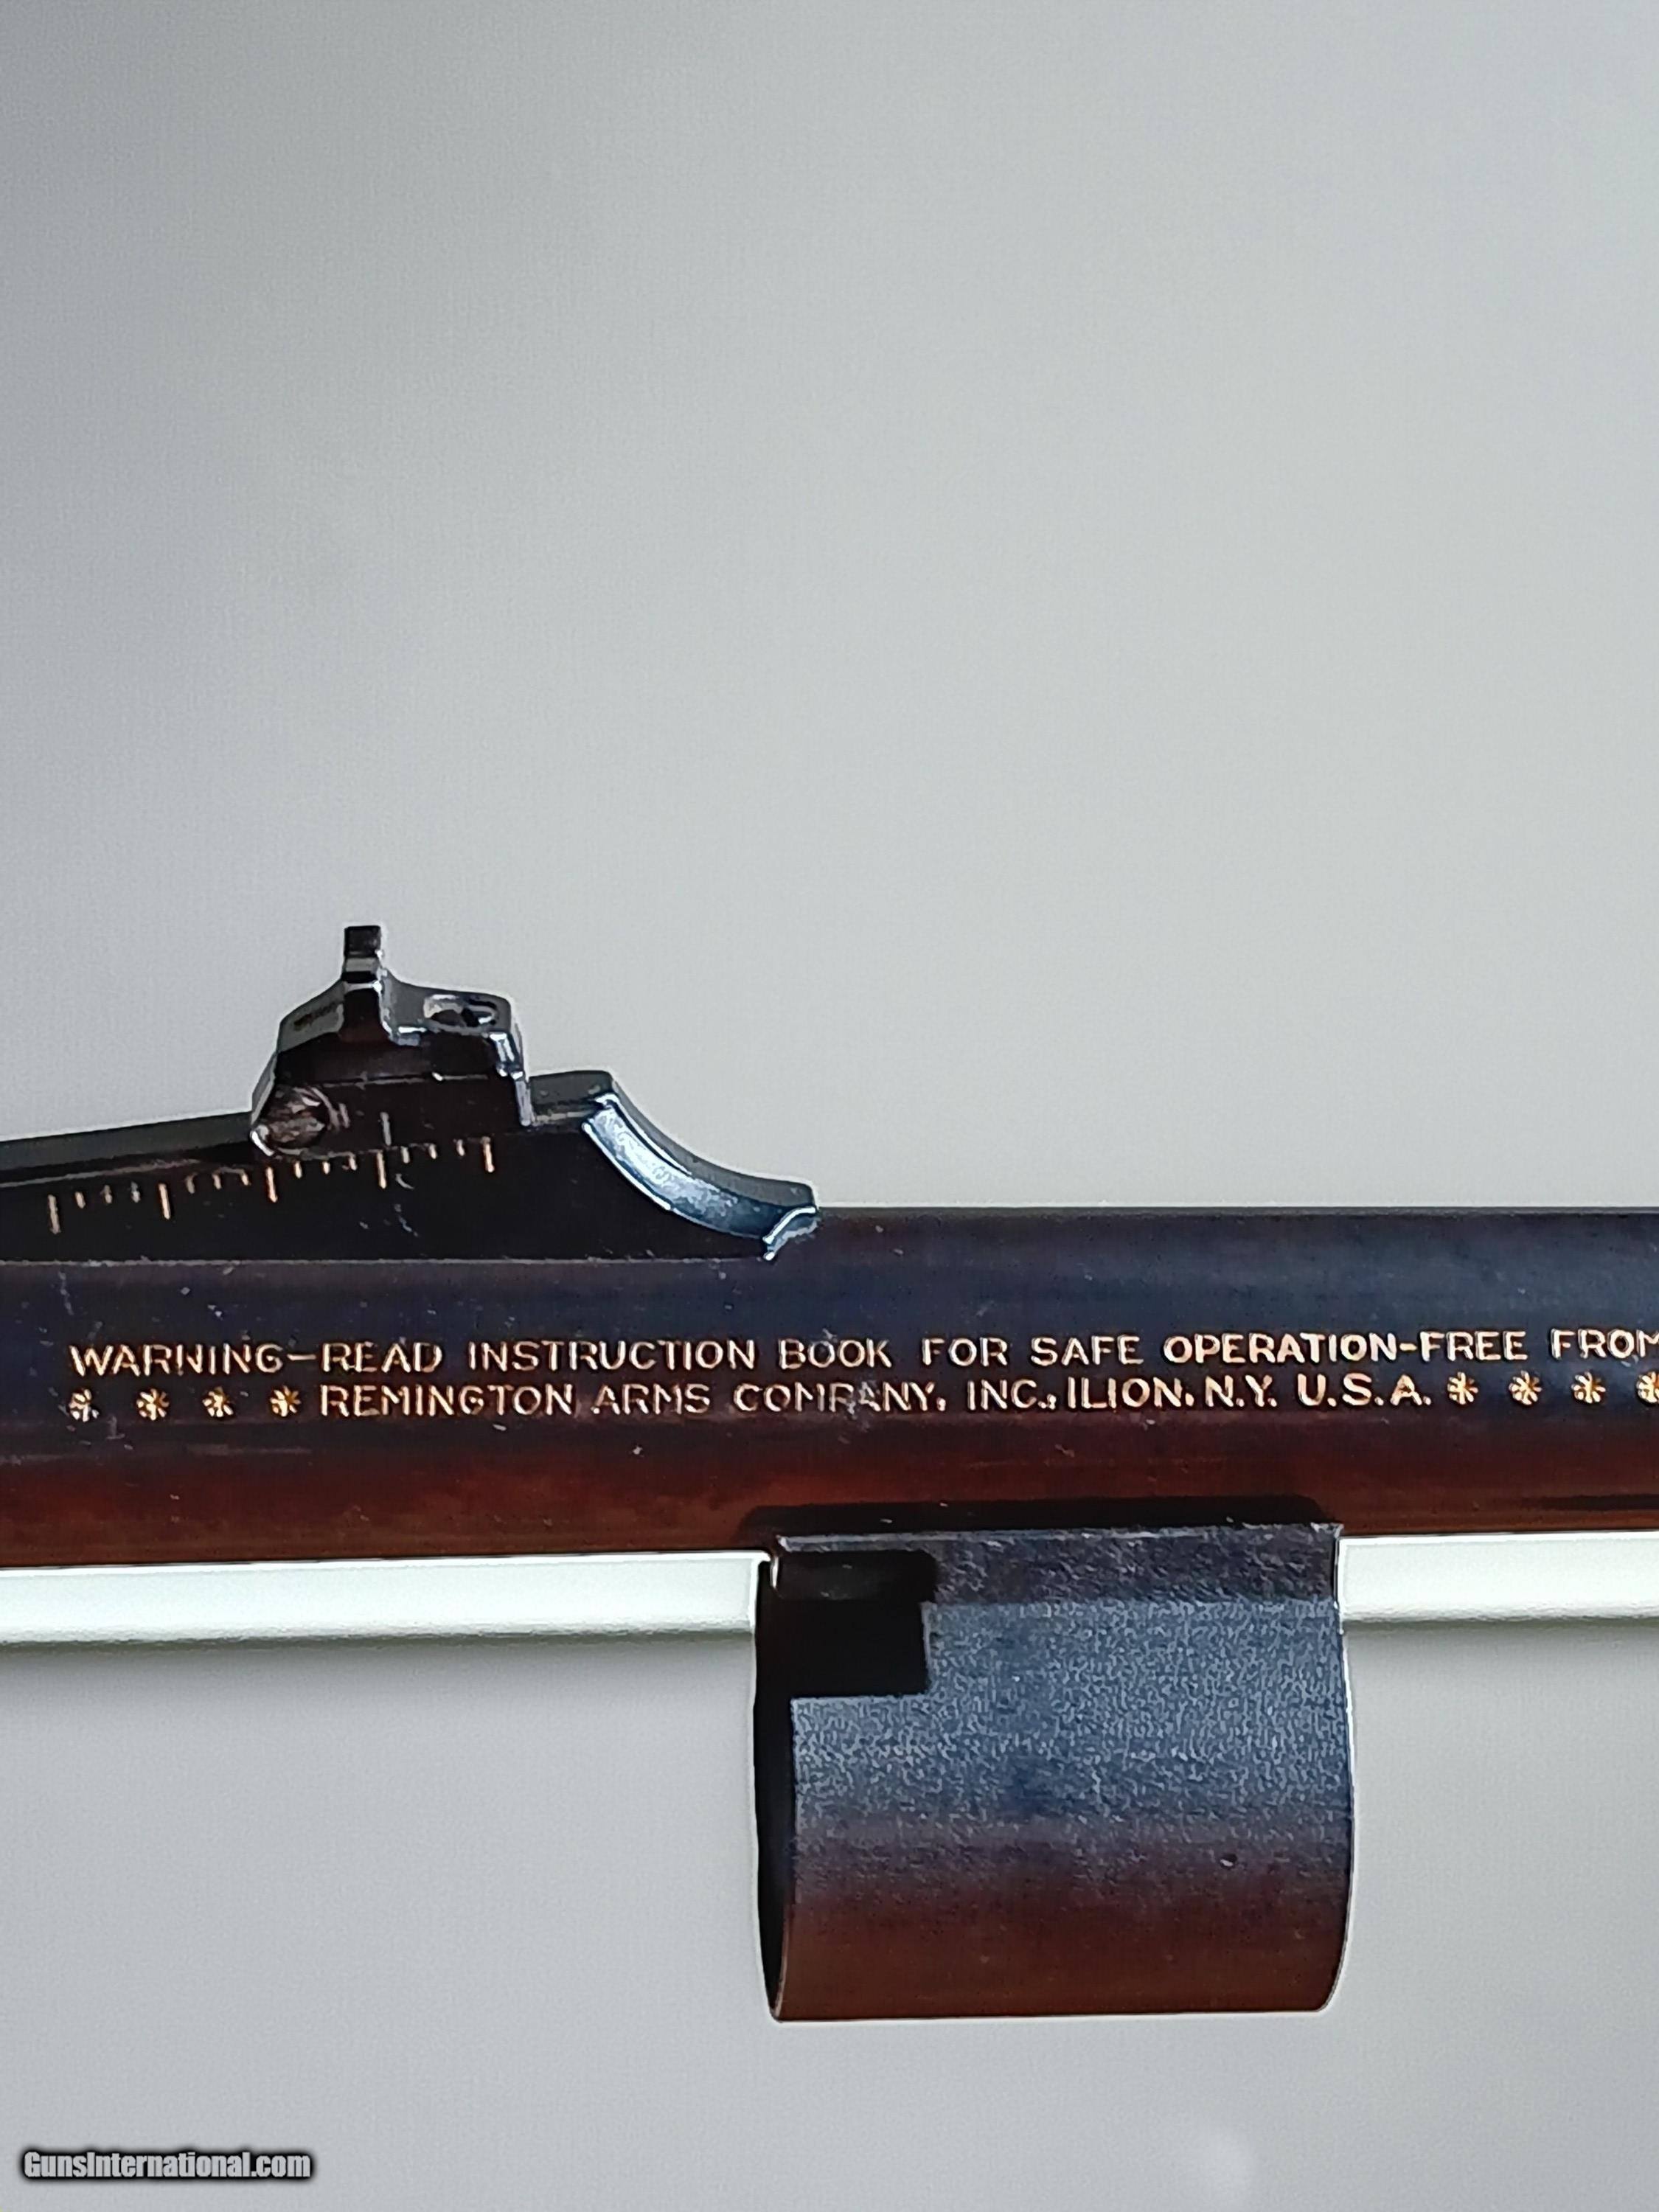 WARNING-READ INSTRUCTION BOOK FOR SAFE OPERATION-FREE FROM
* * * * REMINGTON ARMS COMPANY, INC., ILION, N.Y. U.S.A. * * * *
GunsInternational.com